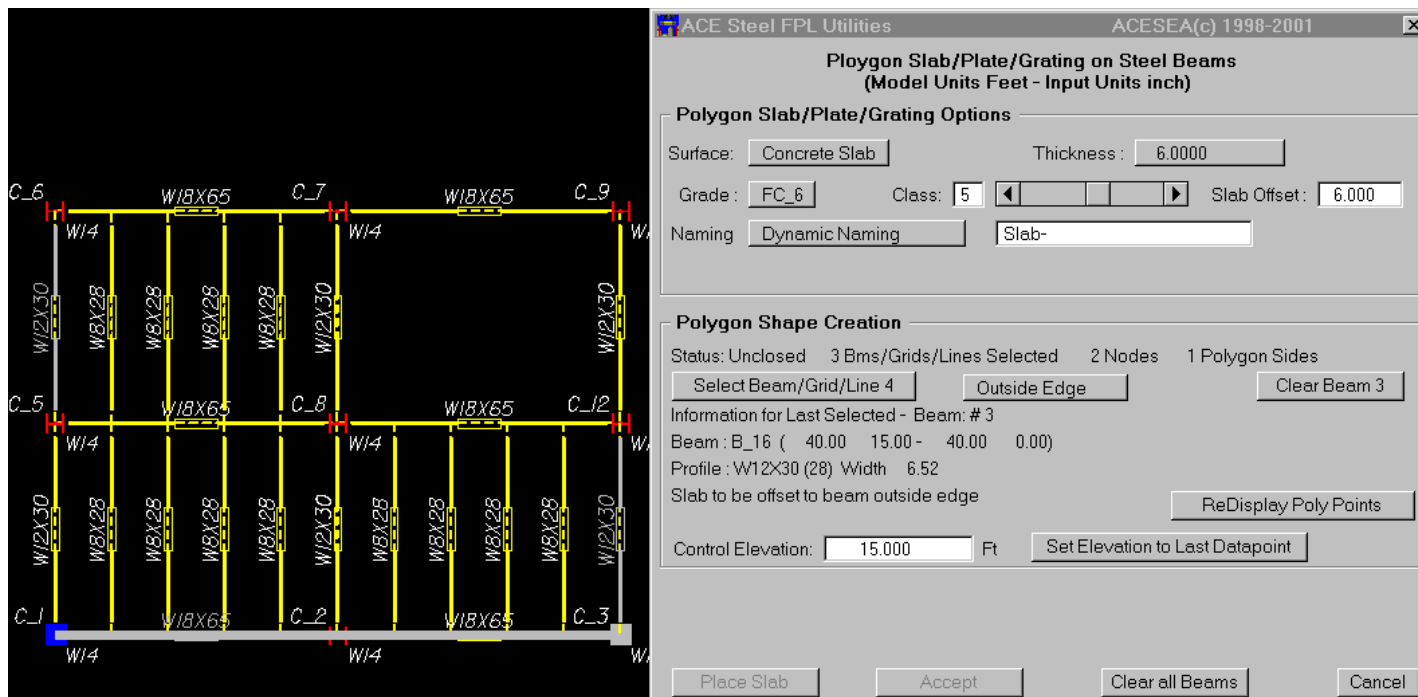 C_6 W18X65 C_7 C_9
W14 W14 W
W12X30 W8X28 W8X28 W8X28 W8X28 W12X30 W12X30
C_5 W18X65 C_8 W18X65 C_12
W14 W14 W
W12X30 W8X28 W8X28 W8X28 W8X28 W12X30 W8X28 W8X28 W8X28 W8X28 W12X30
C_1 W18X65 C_2 W18X65 C_3
W14 W14 W
ACE Steel FPL Utilities ACESEA(c) 1998-2001
Ploygon Slab/Plate/Grating on Steel Beams
(Model Units Feet - Input Units inch)
Polygon Slab/Plate/Grating Options
Surface: Concrete Slab Thickness : 6.0000
Grade : FC_6 Class: 5 Slab Offset : 6.000
Naming Dynamic Naming Slab-
Polygon Shape Creation
Status: Unclosed 3 Bms/Grids/Lines Selected 2 Nodes 1 Polygon Sides
Select Beam/Grid/Line 4 Outside Edge Clear Beam 3
Information for Last Selected - Beam: # 3
Beam : B_16 ( 40.00 15.00 - 40.00 0.00)
Profile : W12X30 (28) Width 6.52
Slab to be offset to beam outside edge
ReDisplay Poly Points
Control Elevation: 15.000 Ft Set Elevation to Last Datapoint
Place Slab Accept Clear all Beams Cancel